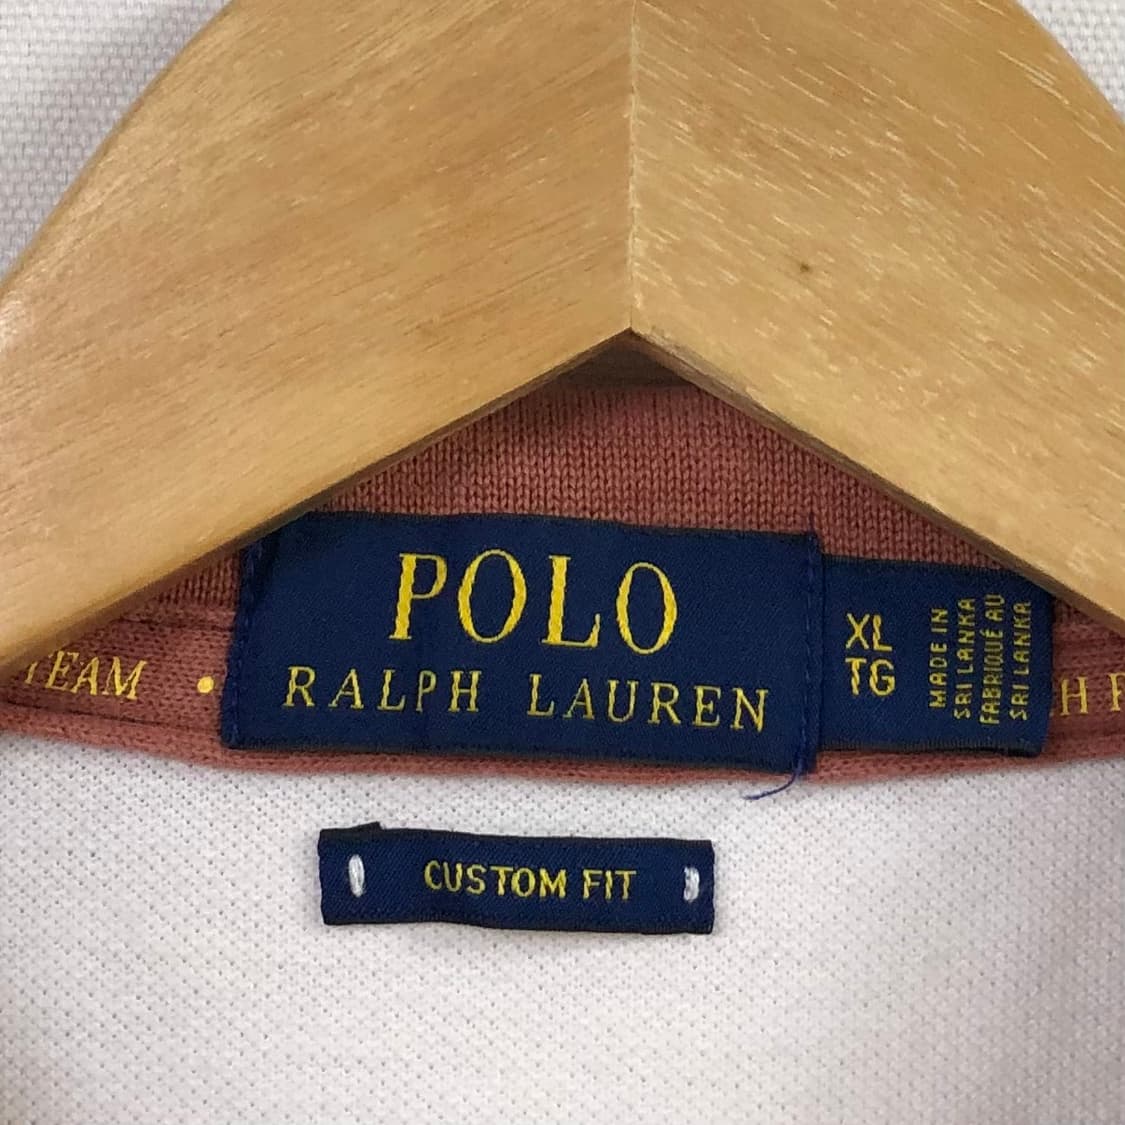 TEAM •
POLO
RALPH LAUREN
XL
TG
MADE IN
SRI LANKA
FABRIQUÉ AU
SRI LANKA
CUSTOM FIT